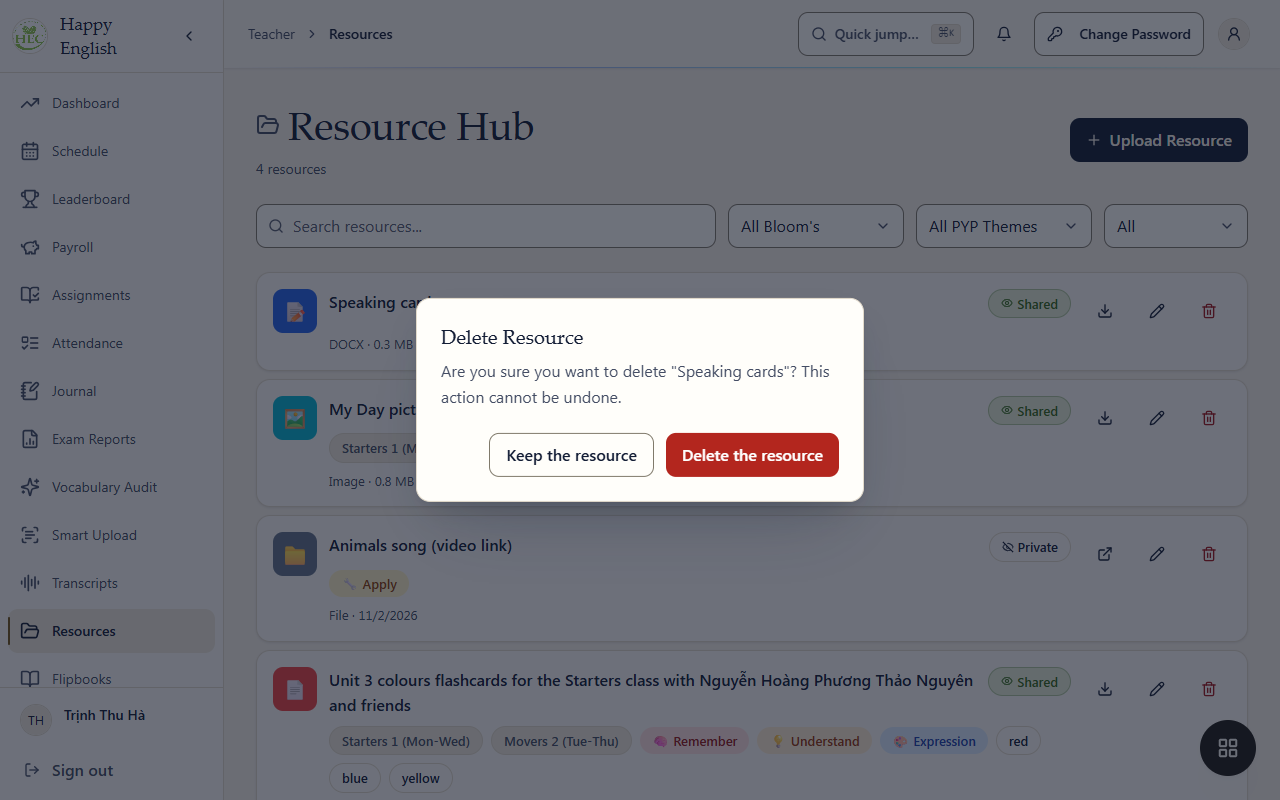 HEC
Happy
English
Teacher
Resources
Quick jump...
⌘K
Change Password
Dashboard
Schedule
Leaderboard
Payroll
Assignments
Attendance
Journal
Exam Reports
Vocabulary Audit
Smart Upload
Transcripts
Resources
Flipbooks
TH
Trịnh Thu Hà
Sign out
Resource Hub
4 resources
Upload Resource
Search resources...
All Bloom's
All PYP Themes
All
Speaking
Shared
DOCX · 0.3 MB
Delete Resource
Are you sure you want to delete "Speaking cards"? This
action cannot be undone.
Keep the resource
Delete the resource
My Day
Shared
Starters 1
Image · 0.8 MB
Animals song (video link)
Private
Apply
File · 11/2/2026
Unit 3 colours flashcards for the Starters class with Nguyễn Hoàng Phương Thảo Nguyên
and friends
Shared
Starters 1 (Mon-Wed)
Movers 2 (Tue-Thu)
Remember
Understand
Expression
red
blue
yellow